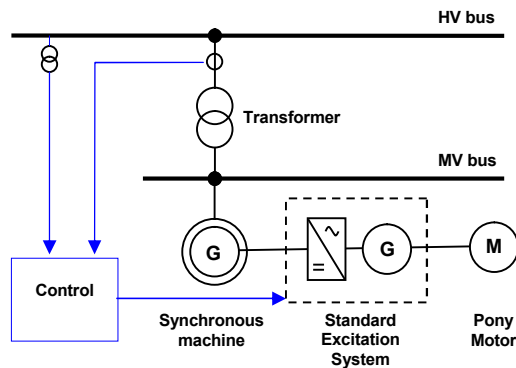 HV bus
Transformer
MV bus
G
G
M
Control
Synchronous
machine
Standard
Excitation
System
Pony
Motor